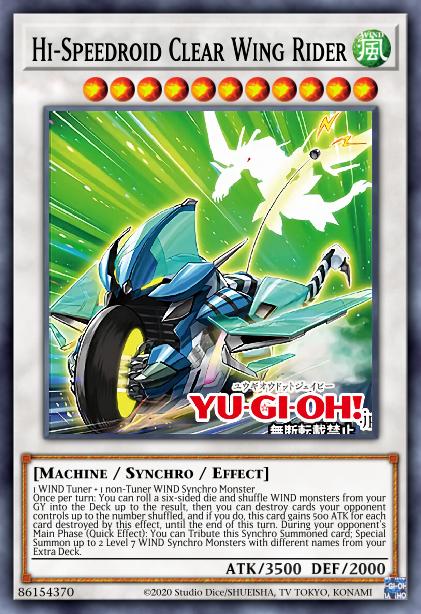 Hi-Speedroid Clear Wing Rider
WIND
風
ユウギオウドットジェイピー
YU-GI-OH!
無断転載禁止
[Machine / Synchro / Effect]
1 WIND Tuner + 1 non-Tuner WIND Synchro Monster
Once per turn: You can roll a six-sided die and shuffle WIND monsters from your
GY into the Deck up to the result, then you can destroy cards your opponent
controls up to the number shuffled, and if you do, this card gains 500 ATK for each
card destroyed by this effect, until the end of this turn. During your opponent's
Main Phase (Quick Effect): You can Tribute this Synchro Summoned card; Special
Summon up to 2 Level 7 WIND Synchro Monsters with different names from your
Extra Deck.
ATK/3500 DEF/2000
86154370
©2020 Studio Dice/SHUEISHA, TV TOKYO, KONAMI